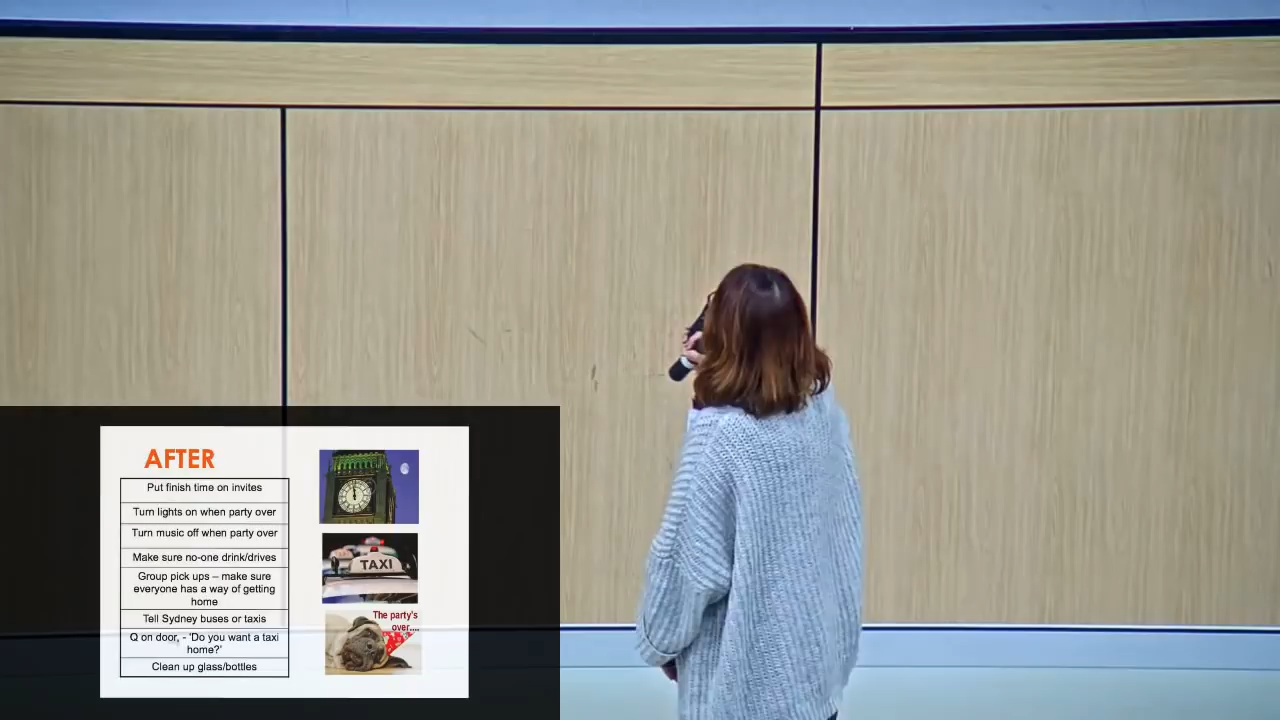 AFTER
Put finish time on invites
Turn lights on when party over
Turn music off when party over
Make sure no-one drink/drives
Group pick ups – make sure
everyone has a way of getting
home
Tell Sydney buses or taxis
Q on door, - 'Do you want a taxi
home?'
Clean up glass/bottles
TAXI
The party's
over....